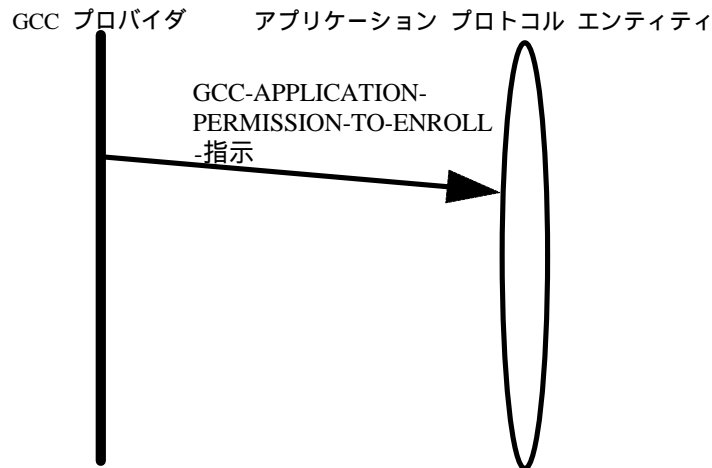 GCC プロバイダ
アプリケーション プロトコル エンティティ
GCC-APPLICATION-
PERMISSION-TO-ENROLL
-指示